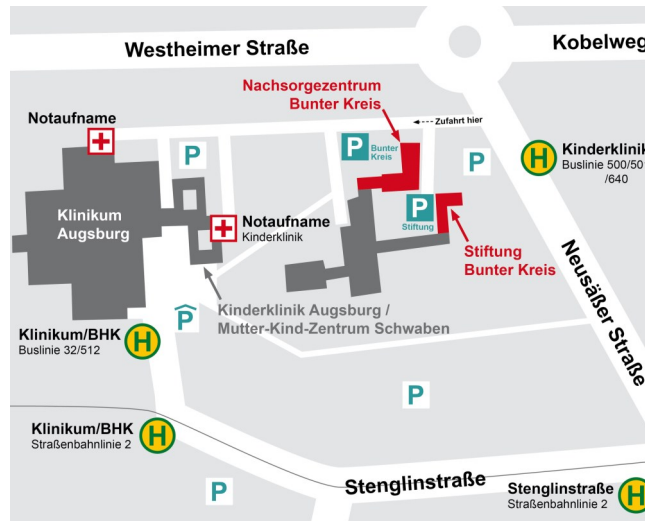 Westheimer Straße
Kobelweg
Nachsorgezentrum
Bunter Kreis
Notaufname
Zufahrt hier
P
P
Bunter
Kreis
P
H
Kinderklinik
Buslinie 500/501
/640
Klinikum
Augsburg
Notaufname
Kinderklinik
P
Stiftung
Stiftung
Bunter Kreis
Neusäßer Straße
Kinderklinik Augsburg /
Mutter-Kind-Zentrum Schwaben
P
Klinikum/BHK
Buslinie 32/512
H
P
P
Klinikum/BHK
Straßenbahnlinie 2
H
P
Stenglinstraße
Stenglinstraße
Straßenbahnlinie 2
H